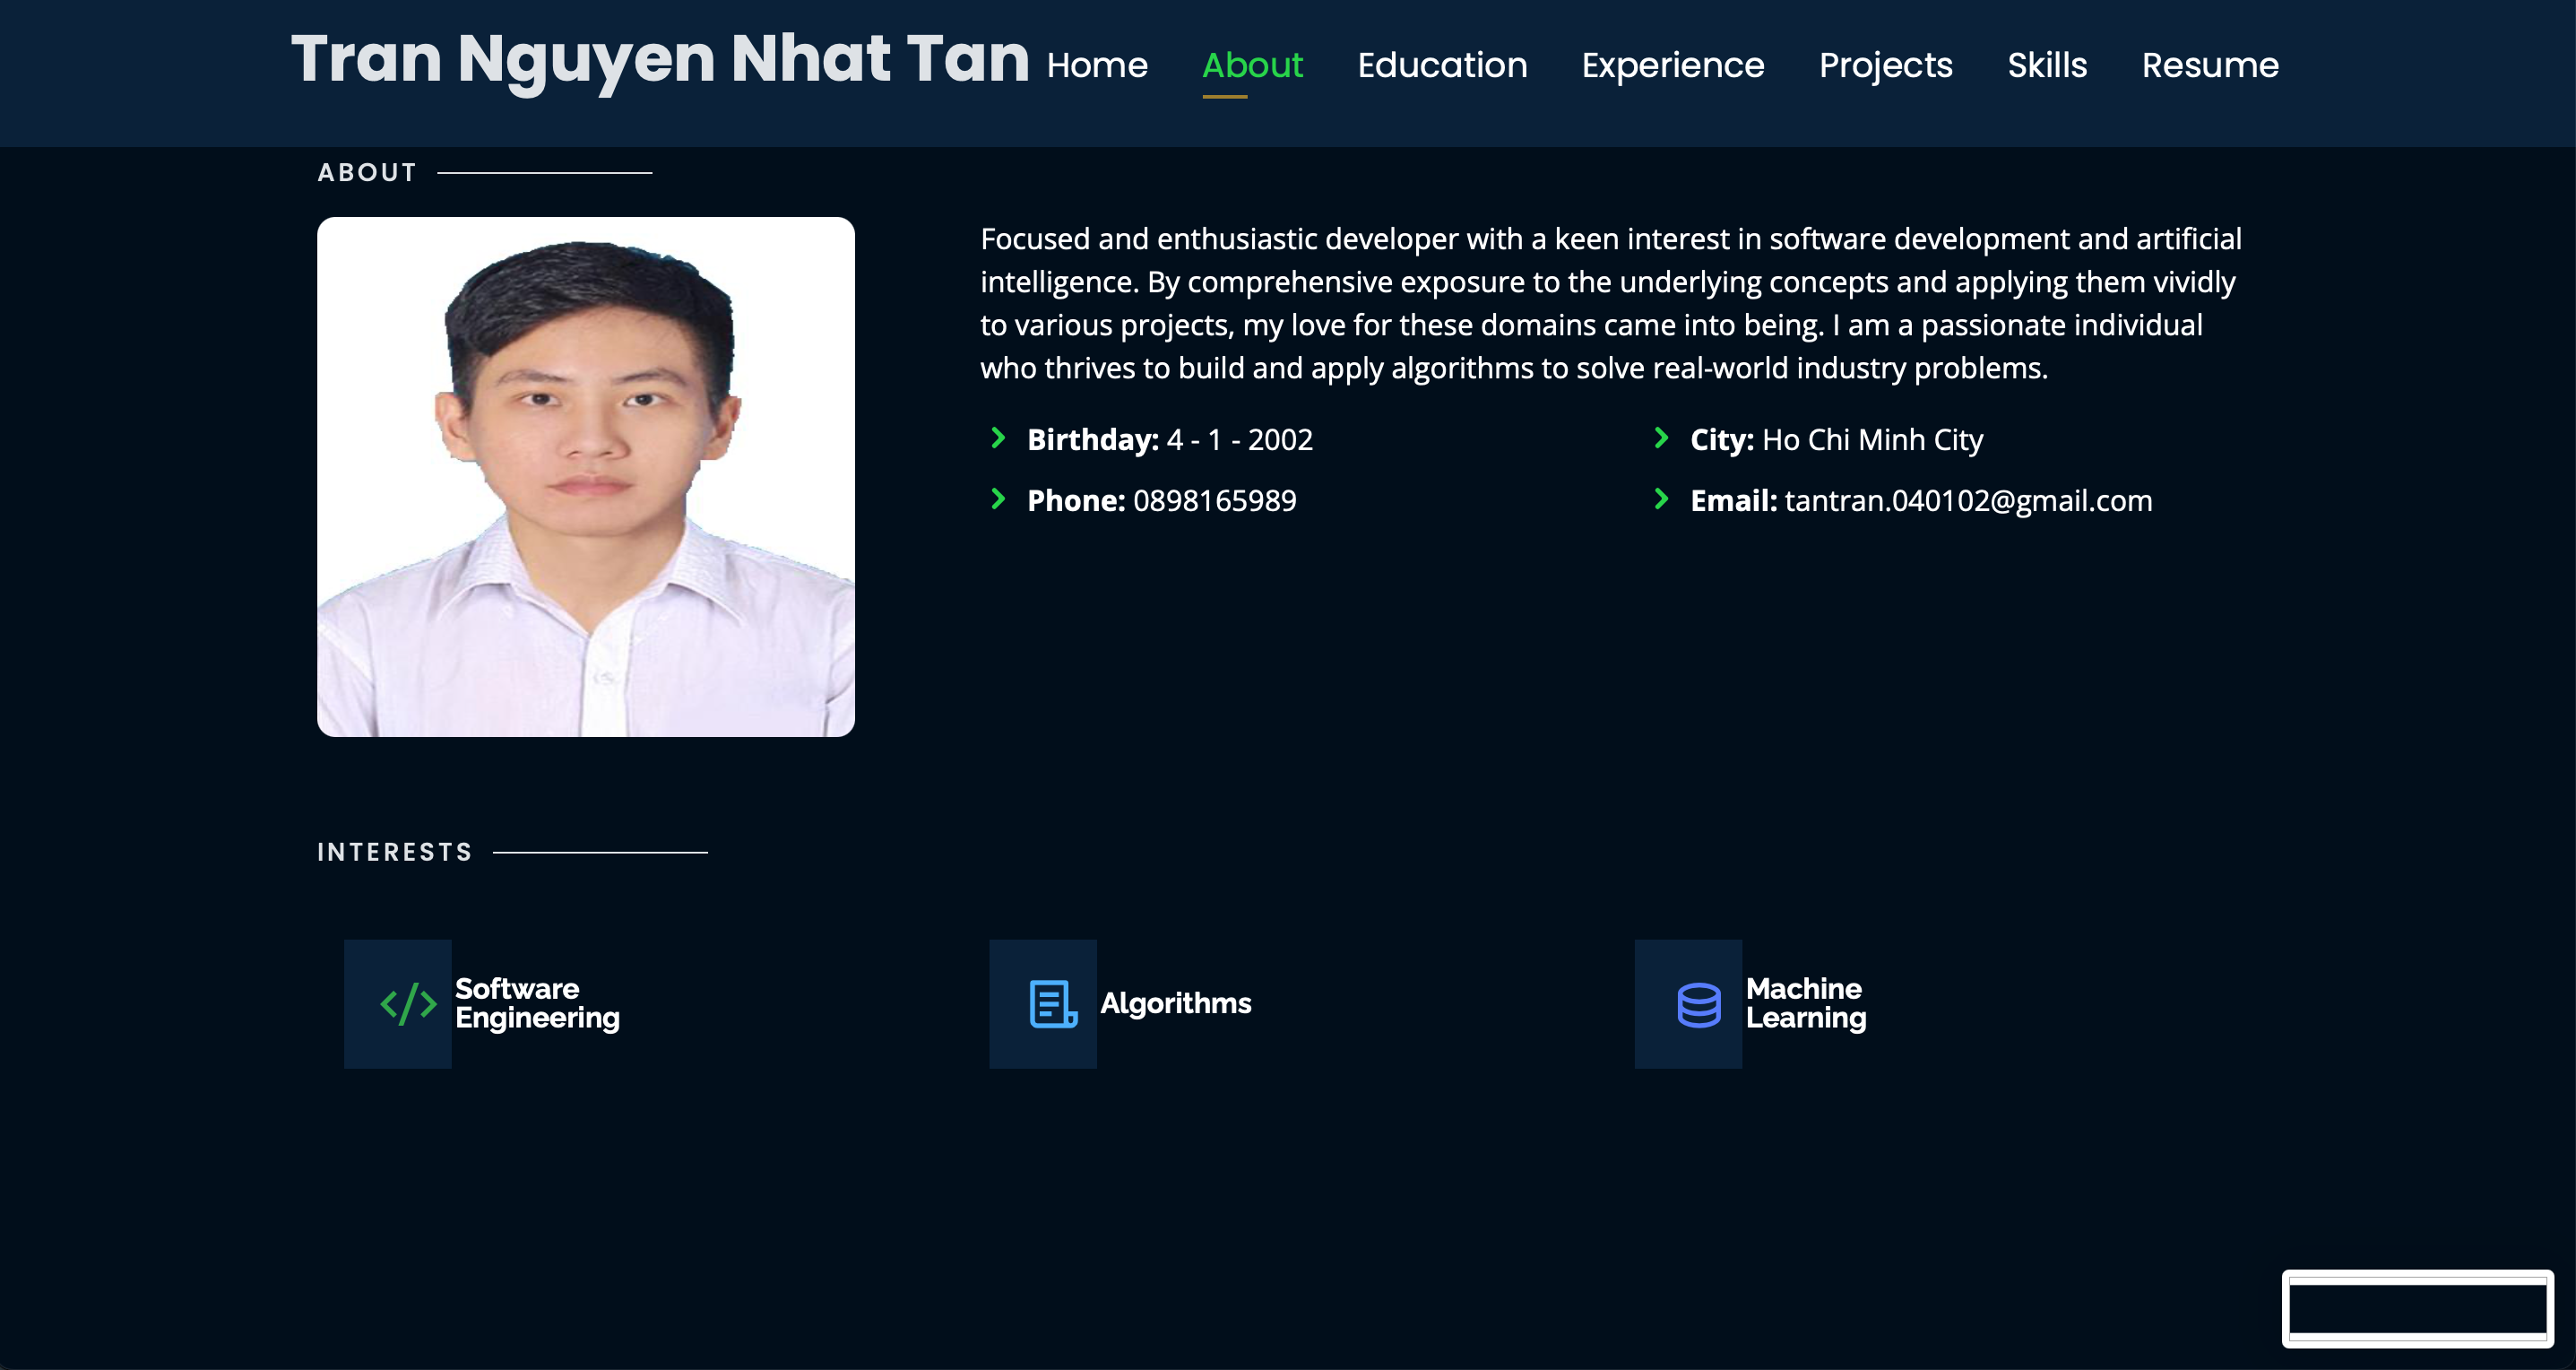 Tran Nguyen Nhat Tan
Home About Education Experience Projects Skills Resume
ABOUT
Focused and enthusiastic developer with a keen interest in software development and artificial
intelligence. By comprehensive exposure to the underlying concepts and applying them vividly
to various projects, my love for these domains came into being. I am a passionate individual
who thrives to build and apply algorithms to solve real-world industry problems.
Birthday: 4 - 1 - 2002
City: Ho Chi Minh City
Phone: 0898165989
Email: tantran.040102@gmail.com
INTERESTS
Software
Engineering
Algorithms
Machine
Learning